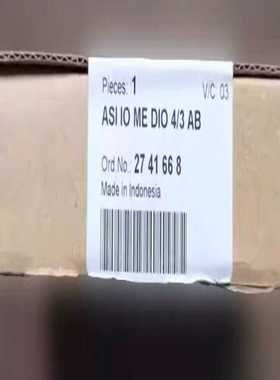 Pieces: 1 V/C: 03
ASI IO ME DIO 4/3 AB
Ord No.: 27 41 66 8
Made in Indonesia